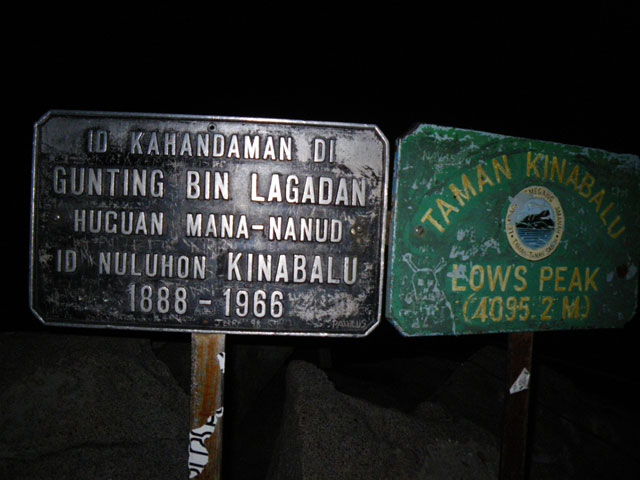 ID KAHANDAMAN DI
GUNTING BIN LAGADAN
HUGUAN MANA-NANUD
ID NULUHON KINABALU
1888 - 1966
TAMAN KINABALU
LOW'S PEAK
(4095.2 M)